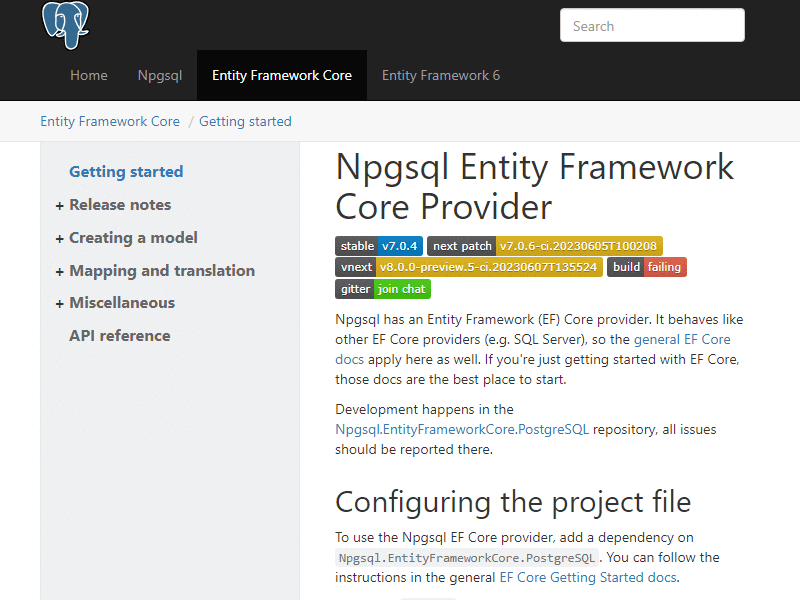 Search
Home Npgsql Entity Framework Core Entity Framework 6
Entity Framework Core / Getting started
Getting started
+ Release notes
+ Creating a model
+ Mapping and translation
+ Miscellaneous
API reference
Npgsql Entity Framework
Core Provider
stable v7.0.4 next patch v7.0.6-ci.20230605T100208
vnext v8.0.0-preview.5-ci.20230607T135524 build failing
gitter join chat
Npgsql has an Entity Framework (EF) Core provider. It behaves like
other EF Core providers (e.g. SQL Server), so the general EF Core
docs apply here as well. If you're just getting started with EF Core,
those docs are the best place to start.
Development happens in the
Npgsql.EntityFrameworkCore.PostgreSQL repository, all issues
should be reported there.
Configuring the project file
To use the Npgsql EF Core provider, add a dependency on
Npgsql.EntityFrameworkCore.PostgreSQL. You can follow the
instructions in the general EF Core Getting Started docs.